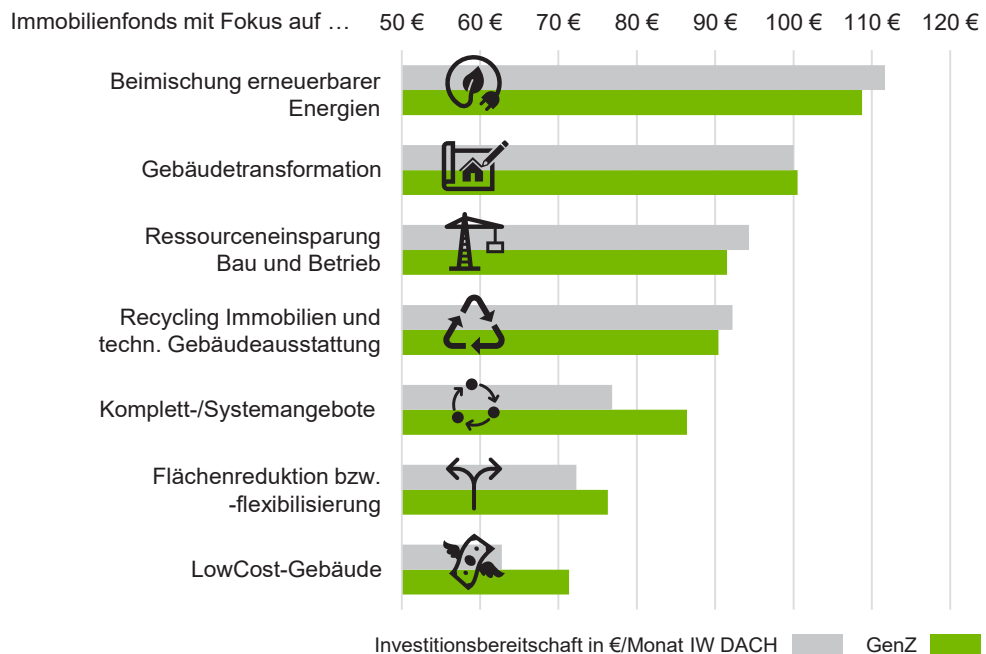 Immobilienfonds mit Fokus auf …
50 € 60 € 70 € 80 € 90 € 100 € 110 € 120 €
Beimischung erneuerbarer
Energien
Gebäudetransformation
Ressourceneinsparung
Bau und Betrieb
Recycling Immobilien und
techn. Gebäudeausstattung
Komplett-/Systemangebote
Flächenreduktion bzw.
-flexibilisierung
LowCost-Gebäude
Investitionsbereitschaft in €/Monat IW DACH
GenZ